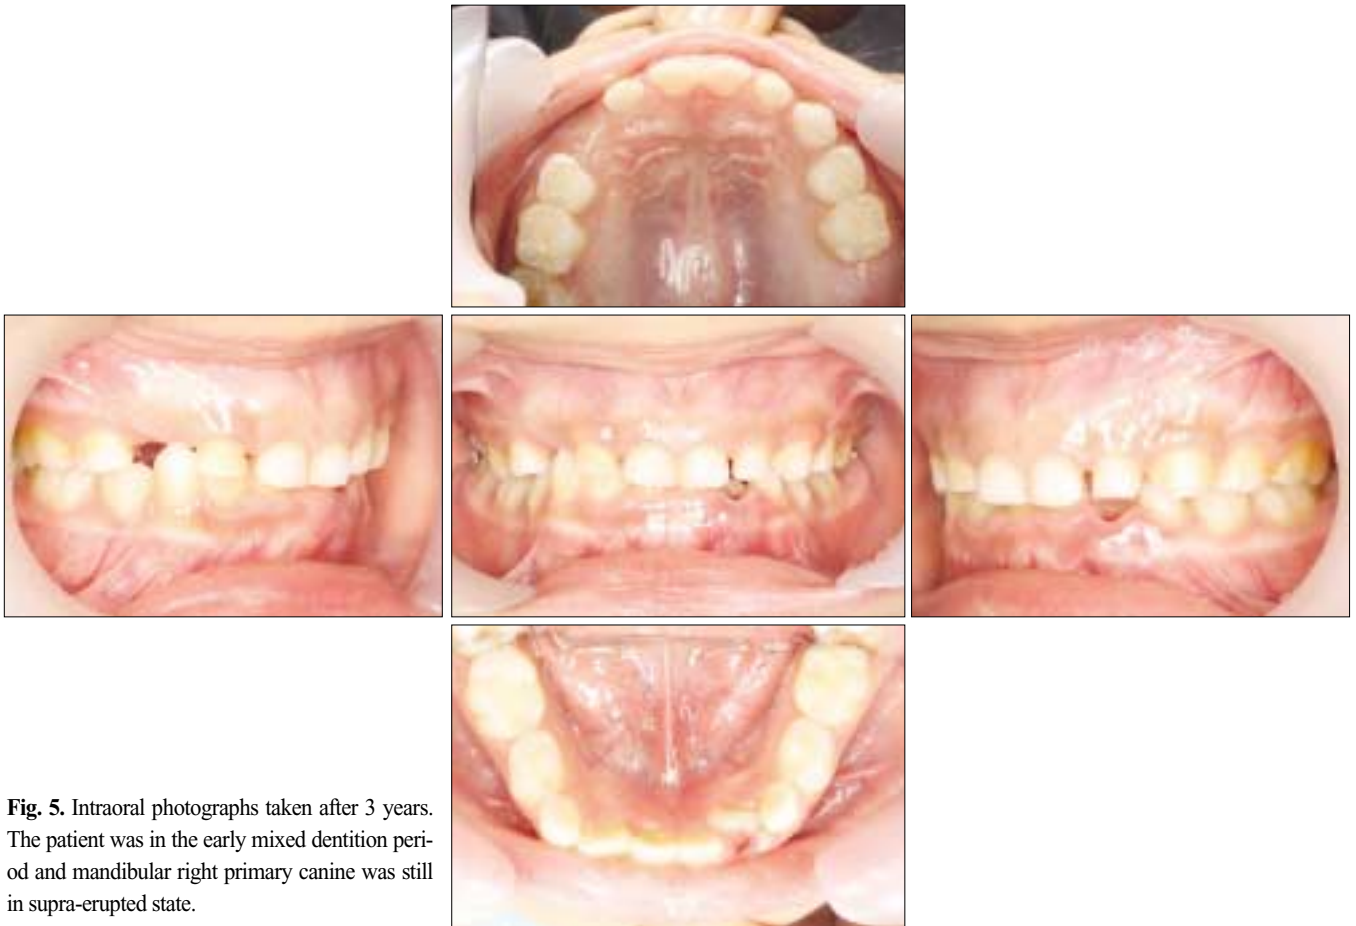 Fig. 5. Intraoral photographs taken after 3 years.
The patient was in the early mixed dentition peri-
od and mandibular right primary canine was still
in supra-erupted state.